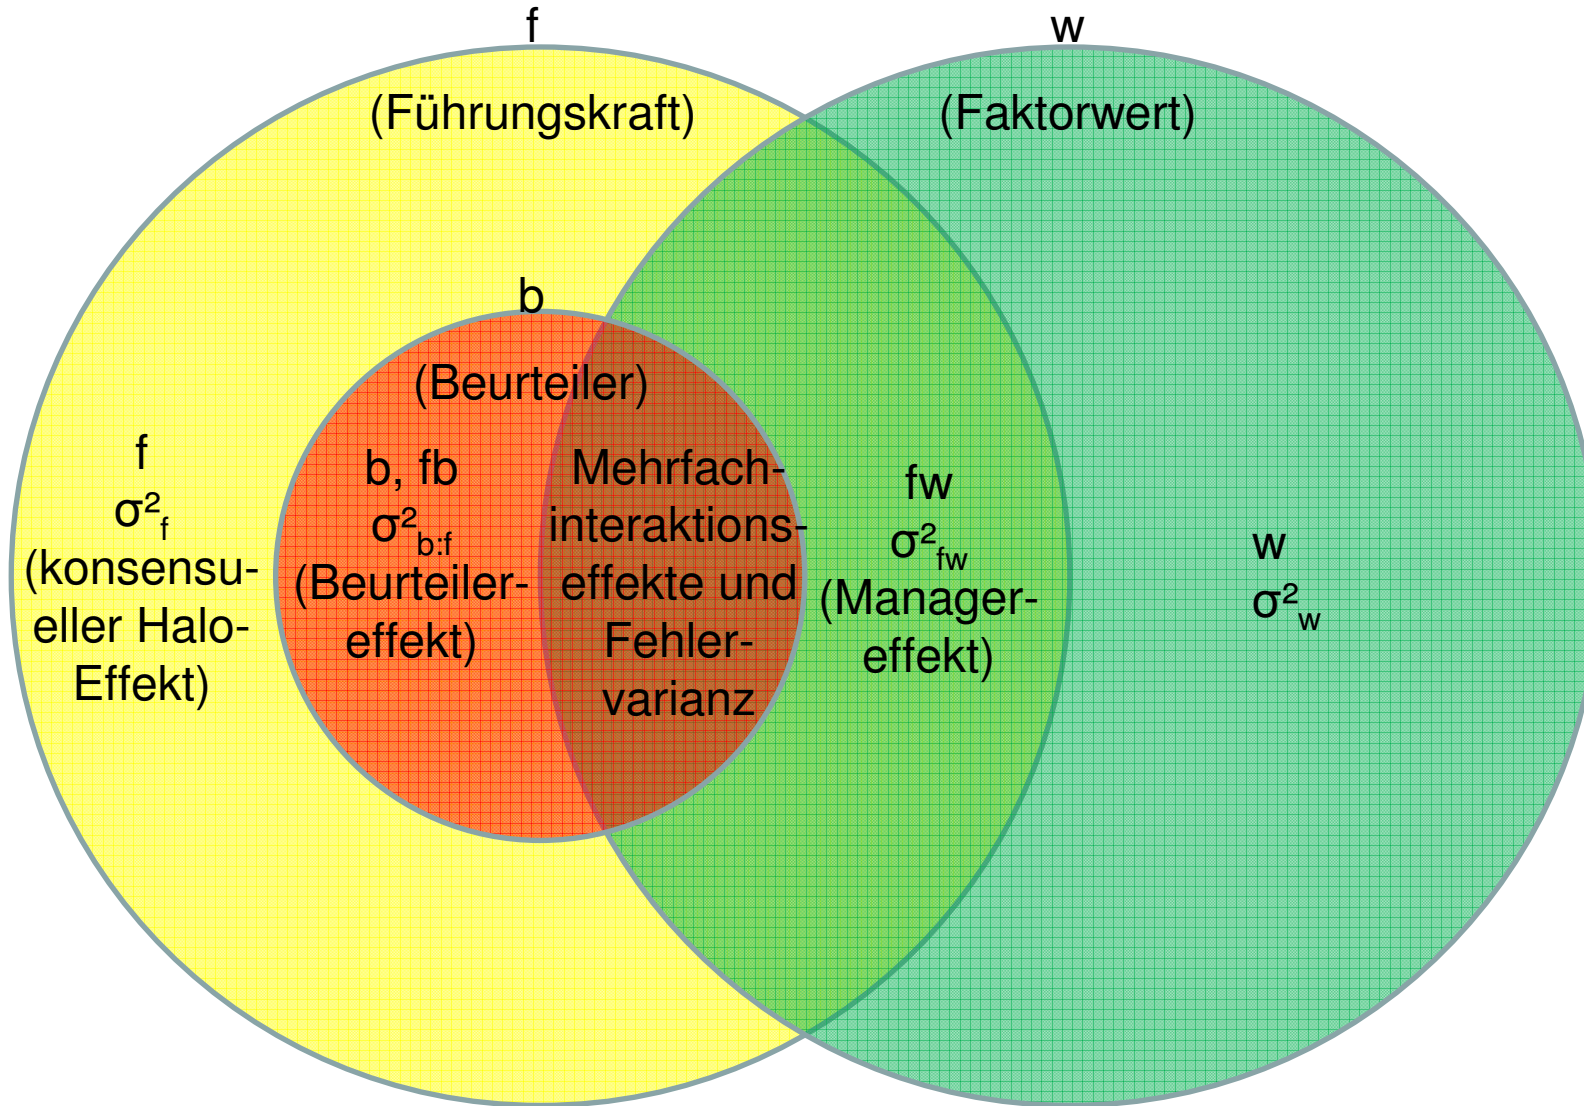 f
w
(Führungskraft)
(Faktorwert)
b
(Beurteiler)
f
σ²f
(konsensu-
eller Halo-
Effekt)
b, fb
σ²b:f
(Beurteiler-
effekt)
Mehrfach-
interaktions-
effekte und
Fehler-
varianz
fw
σ²fw
(Manager-
effekt)
w
σ²w